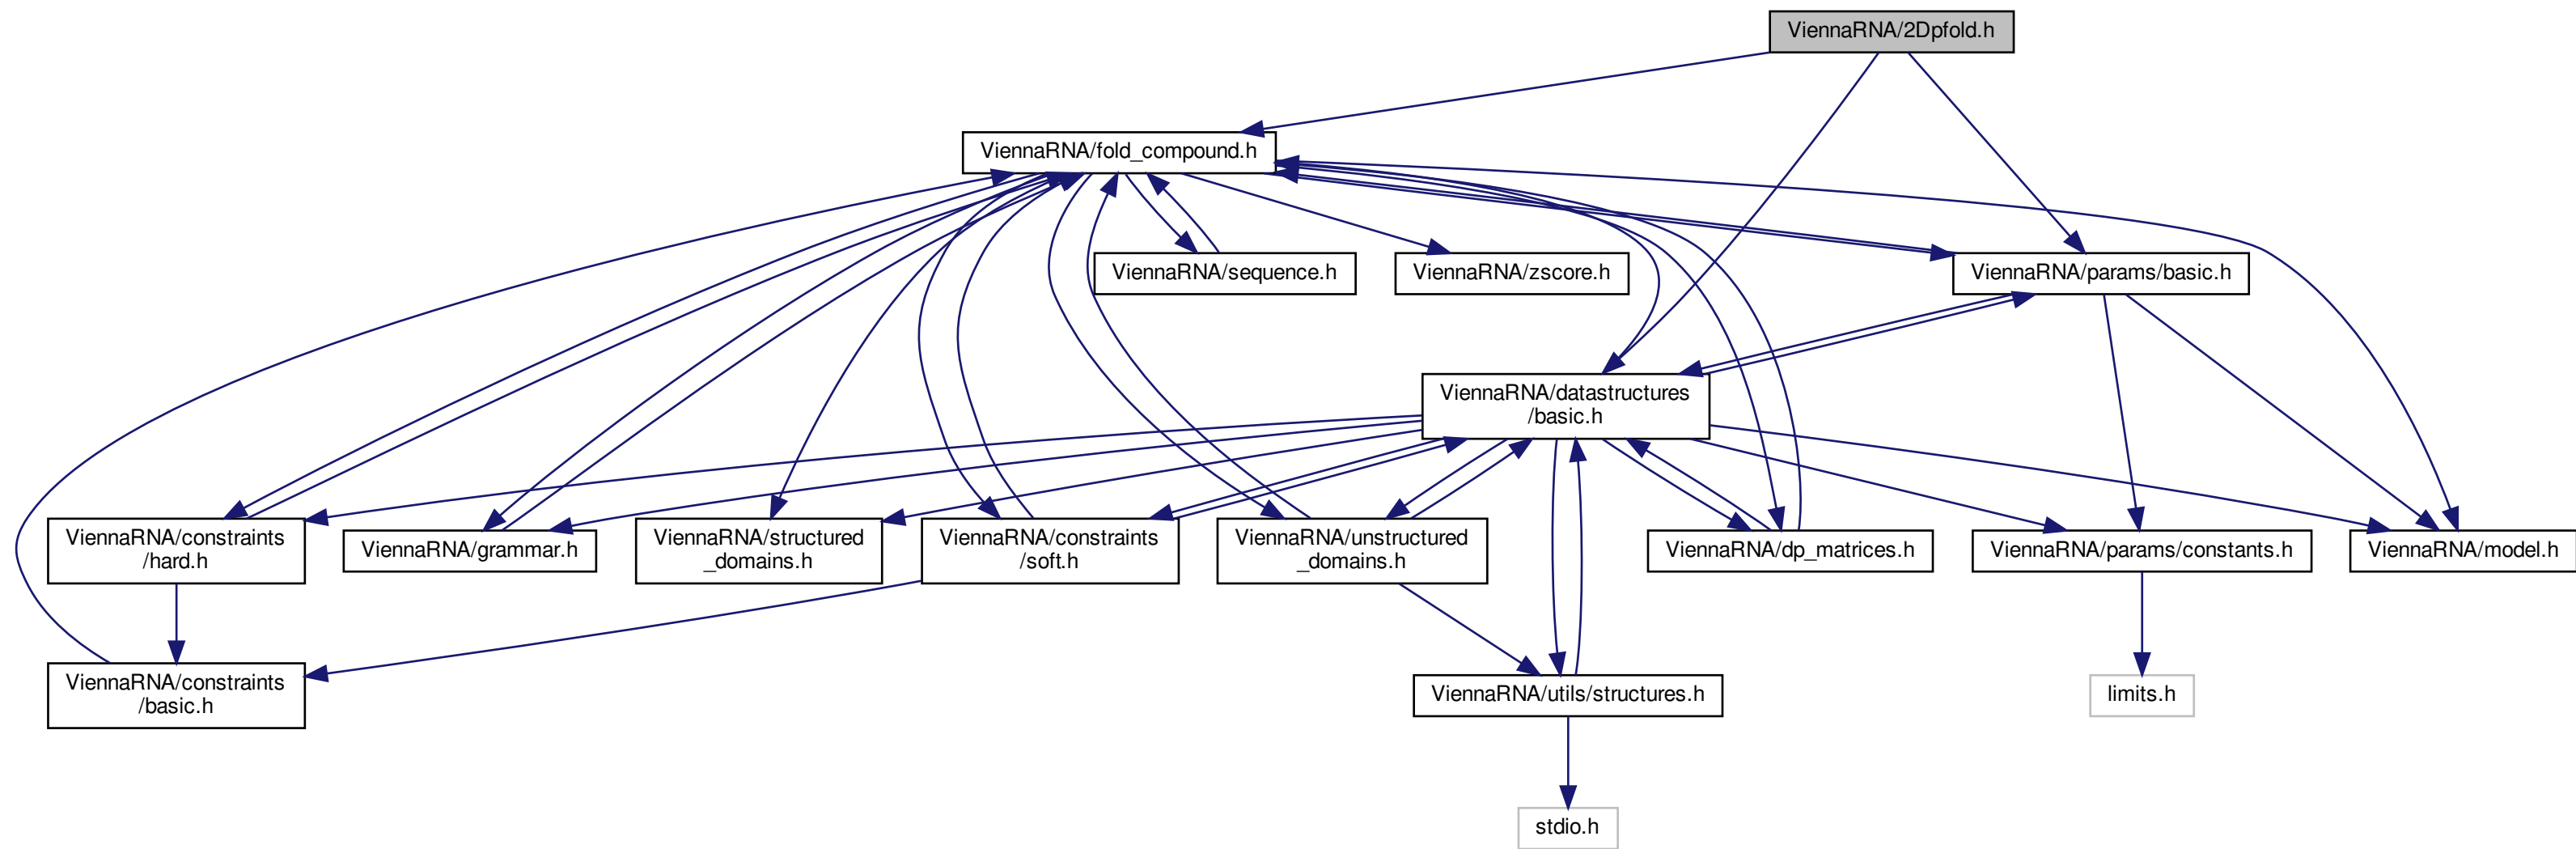 ViennaRNA/2Dpfold.h
ViennaRNA/fold_compound.h
ViennaRNA/sequence.h
ViennaRNA/zscore.h
ViennaRNA/params/basic.h
ViennaRNA/datastructures
/basic.h
ViennaRNA/constraints
/hard.h
ViennaRNA/grammar.h
ViennaRNA/structured
_domains.h
ViennaRNA/constraints
/soft.h
ViennaRNA/unstructured
_domains.h
ViennaRNA/dp_matrices.h
ViennaRNA/params/constants.h
ViennaRNA/model.h
ViennaRNA/constraints
/basic.h
ViennaRNA/utils/structures.h
limits.h
stdio.h